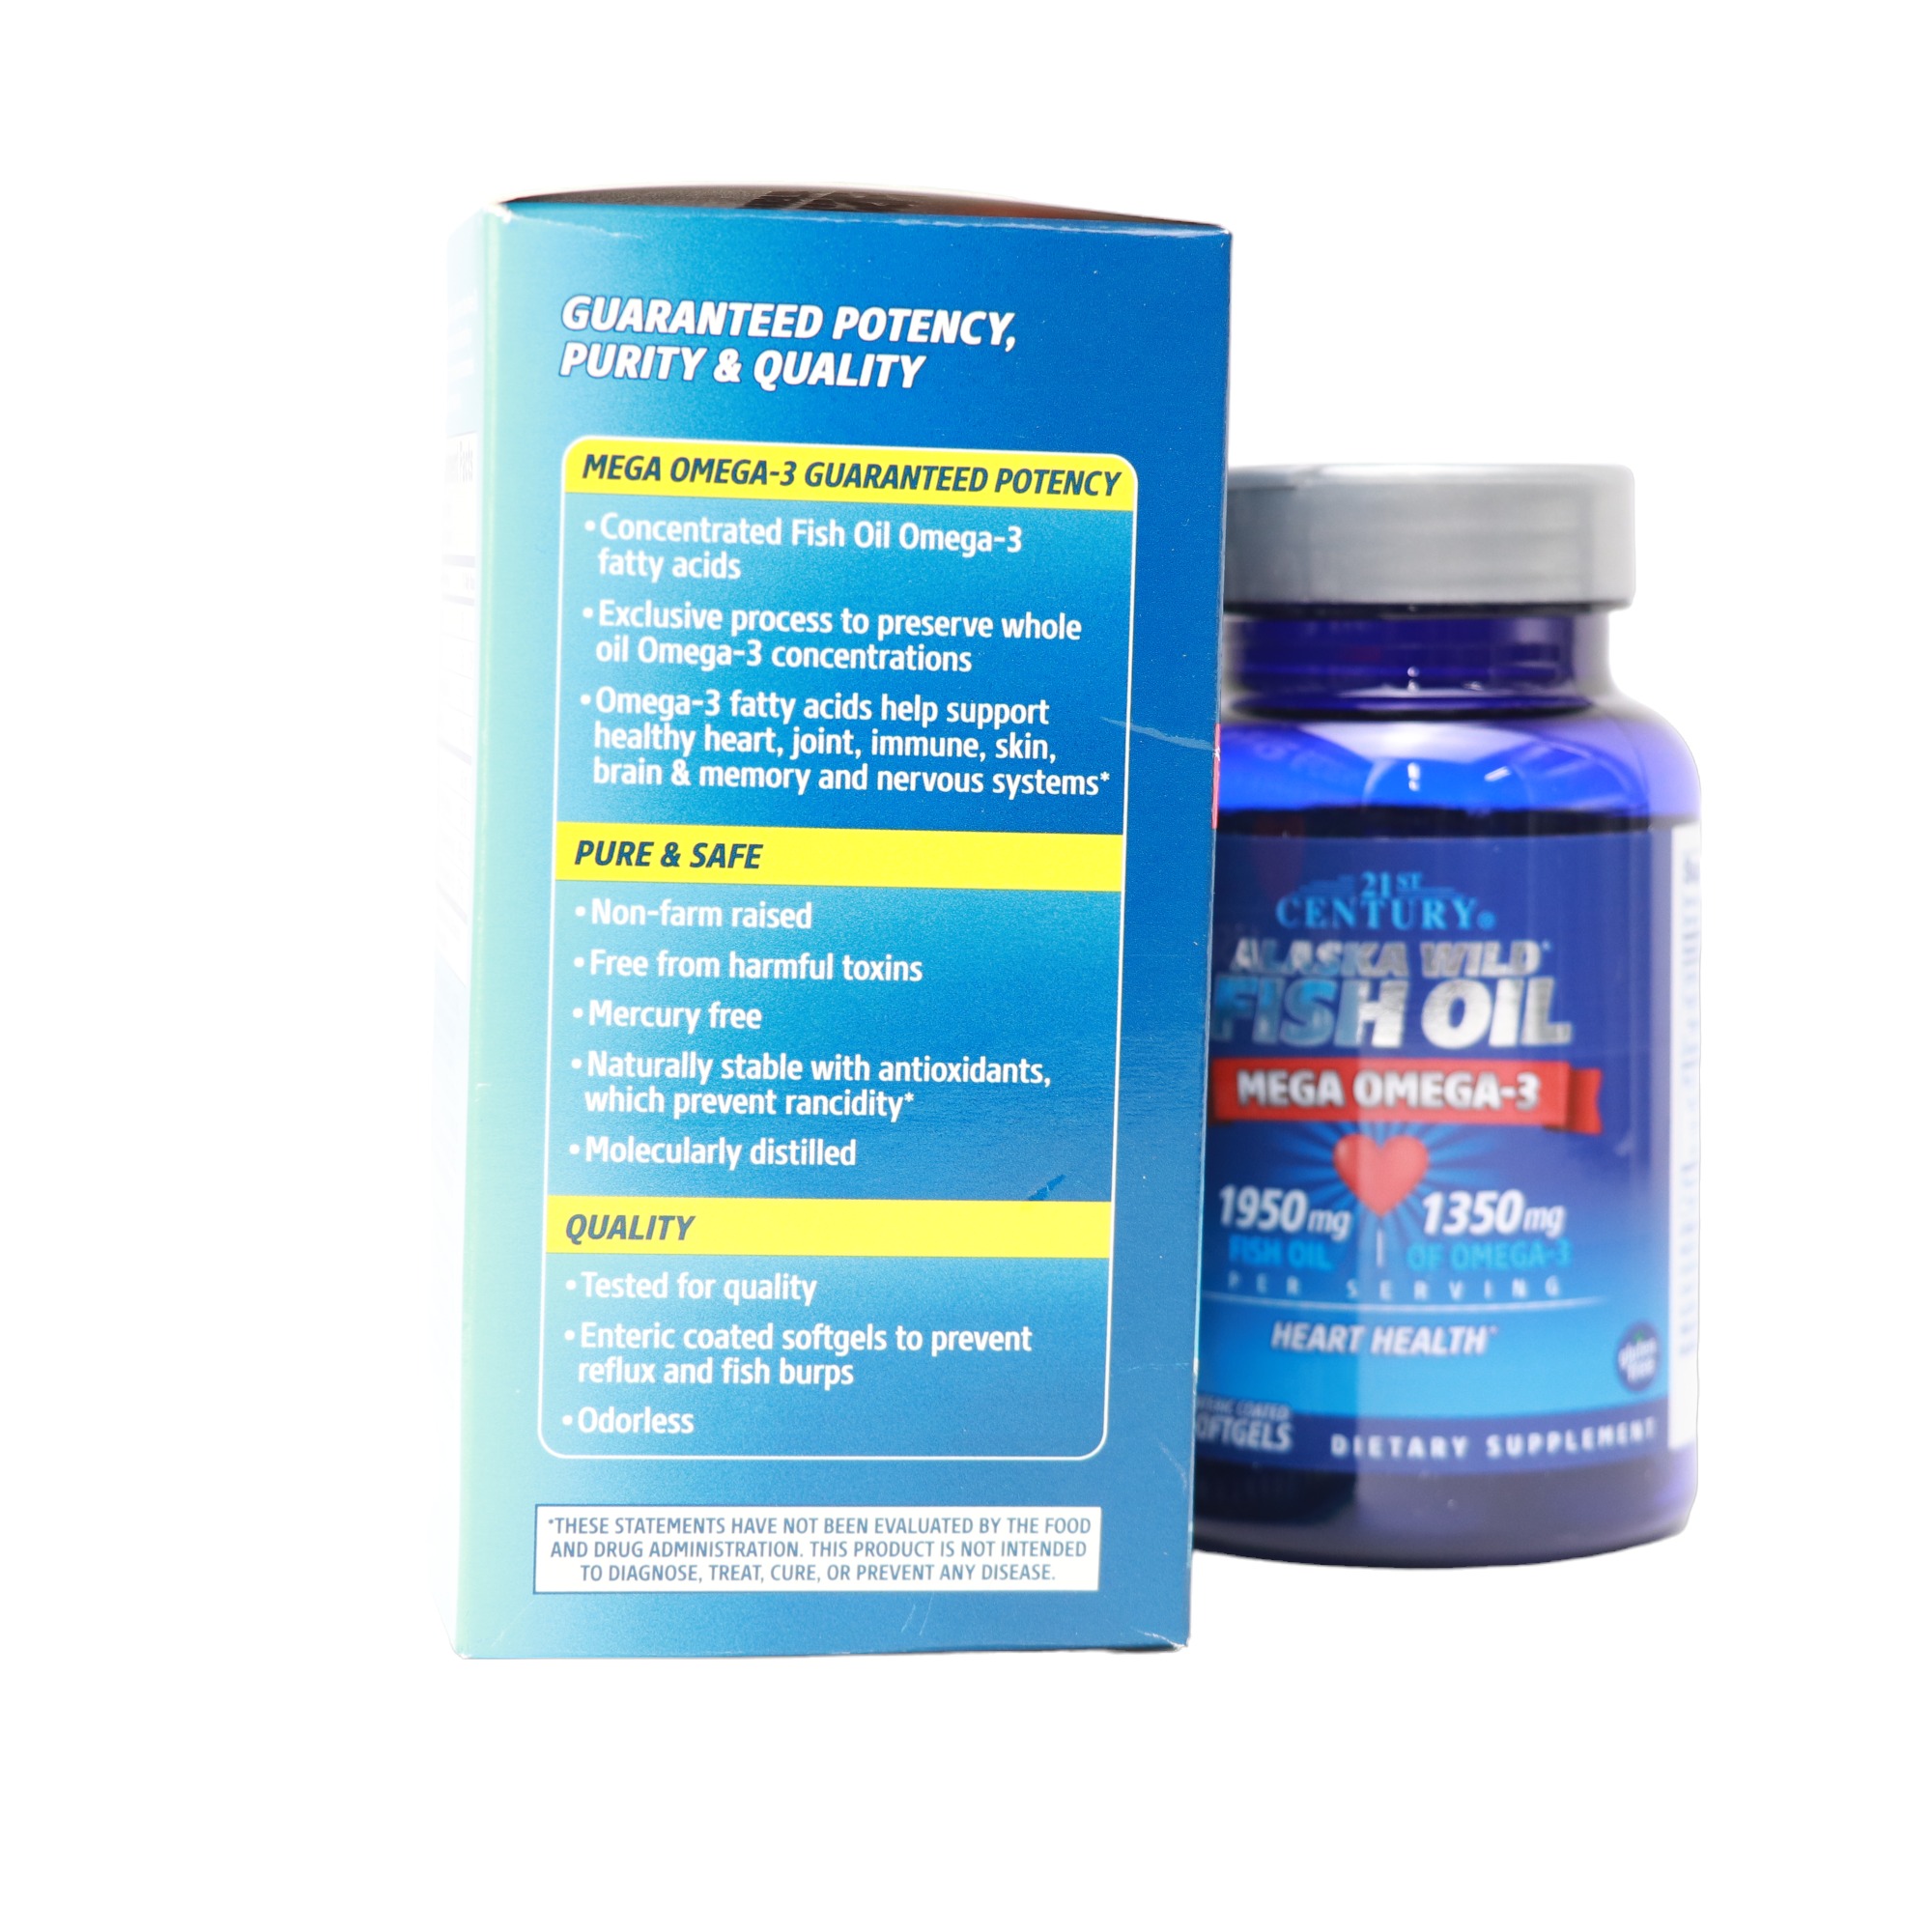 GUARANTEED POTENCY,
PURITY & QUALITY
MEGA OMEGA-3 GUARANTEED POTENCY
•Concentrated Fish Oil Omega-3
fatty acids
•Exclusive process to preserve whole
oil Omega-3 concentrations
•Omega-3 fatty acids help support
healthy heart, joint, immune, skin,
brain & memory and nervous systems*
PURE & SAFE
•Non-farm raised
•Free from harmful toxins
•Mercury free
•Naturally stable with antioxidants,
which prevent rancidity*
•Molecularly distilled
QUALITY
•Tested for quality
•Enteric coated softgels to prevent
reflux and fish burps
•Odorless
*THESE STATEMENTS HAVE NOT BEEN EVALUATED BY THE FOOD
AND DRUG ADMINISTRATION. THIS PRODUCT IS NOT INTENDED
TO DIAGNOSE, TREAT, CURE, OR PREVENT ANY DISEASE.
21ST
CENTURY®
ALASKA WILD*
FISH OIL
MEGA OMEGA-3
1950mg 1350mg
FISH OIL | OF OMEGA-3
PER SERVING
HEART HEALTH*
COATED
DIETARY SUPPLEMENT